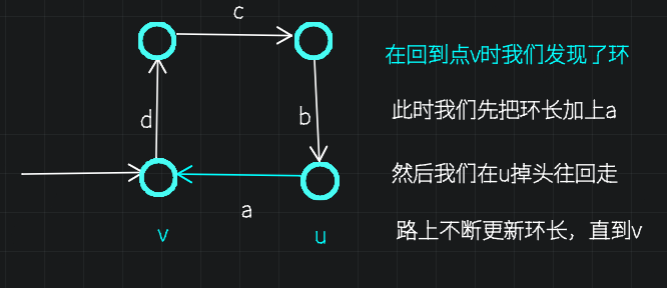 c
在回到点v时我们发现了环
此时我们先把环长加上a
d
b
然后我们在u掉头往回走
a
路上不断更新环长，直到v
v
u